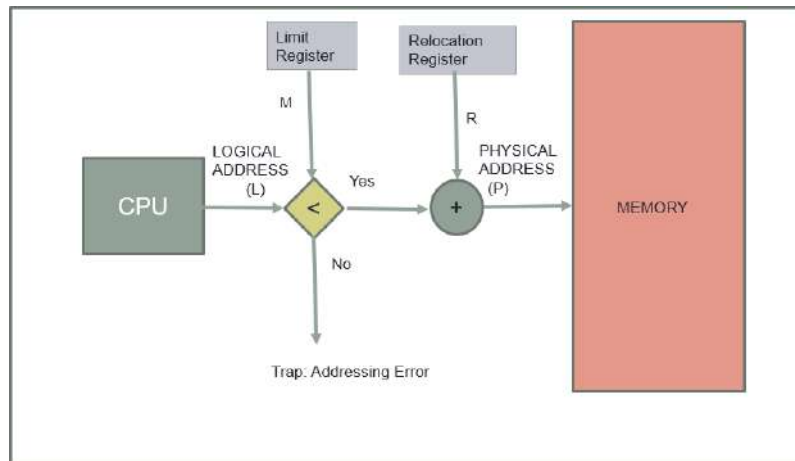 Limit
Register
Relocation
Register
M
R
LOGICAL
ADDRESS
(L)
Yes
PHYSICAL
ADDRESS
(P)
CPU
<
+
MEMORY
No
Trap: Addressing Error